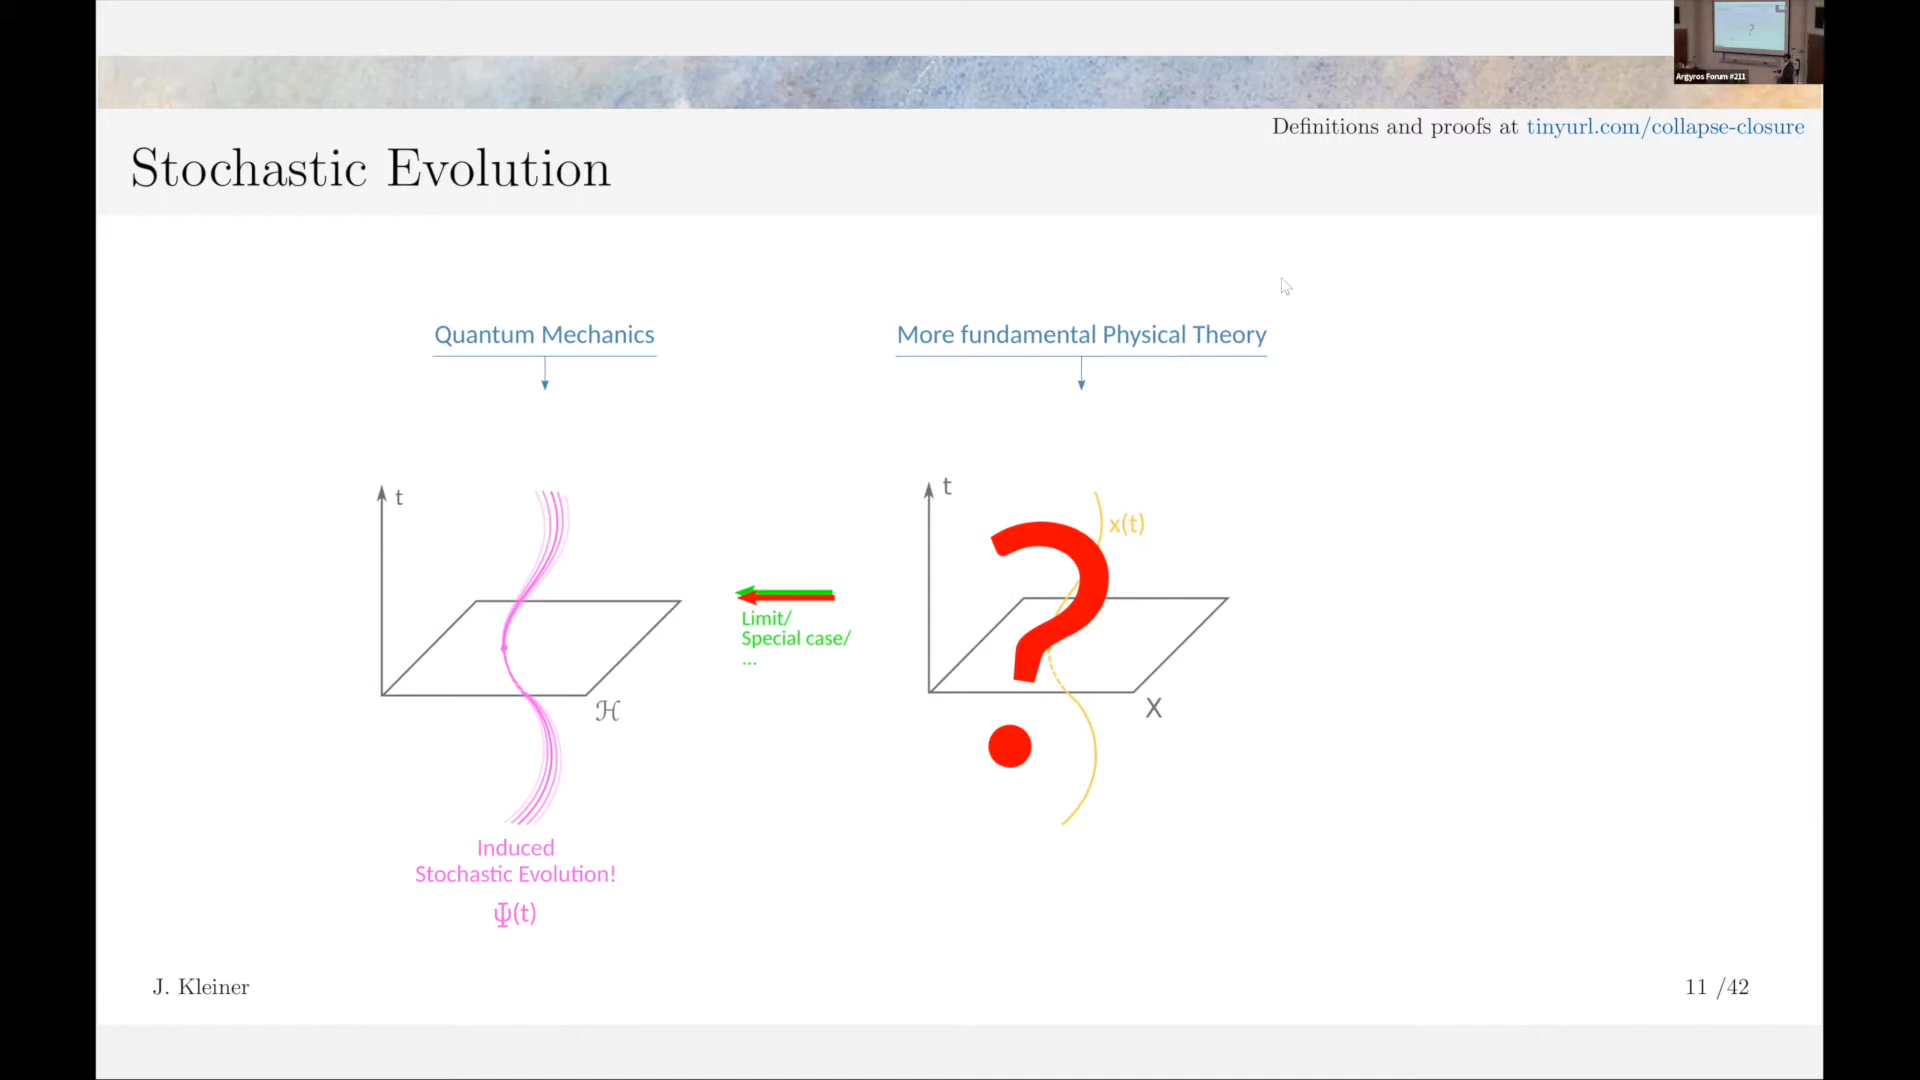 Argyros Forum #211
Definitions and proofs at tinyurl.com/collapse-closure
Stochastic Evolution
Quantum Mechanics
More fundamental Physical Theory
t
t
x(t)
?
Limit/
Special case/
...
ℋ
X
Induced
Stochastic Evolution!
Ψ(t)
J. Kleiner
11 /42